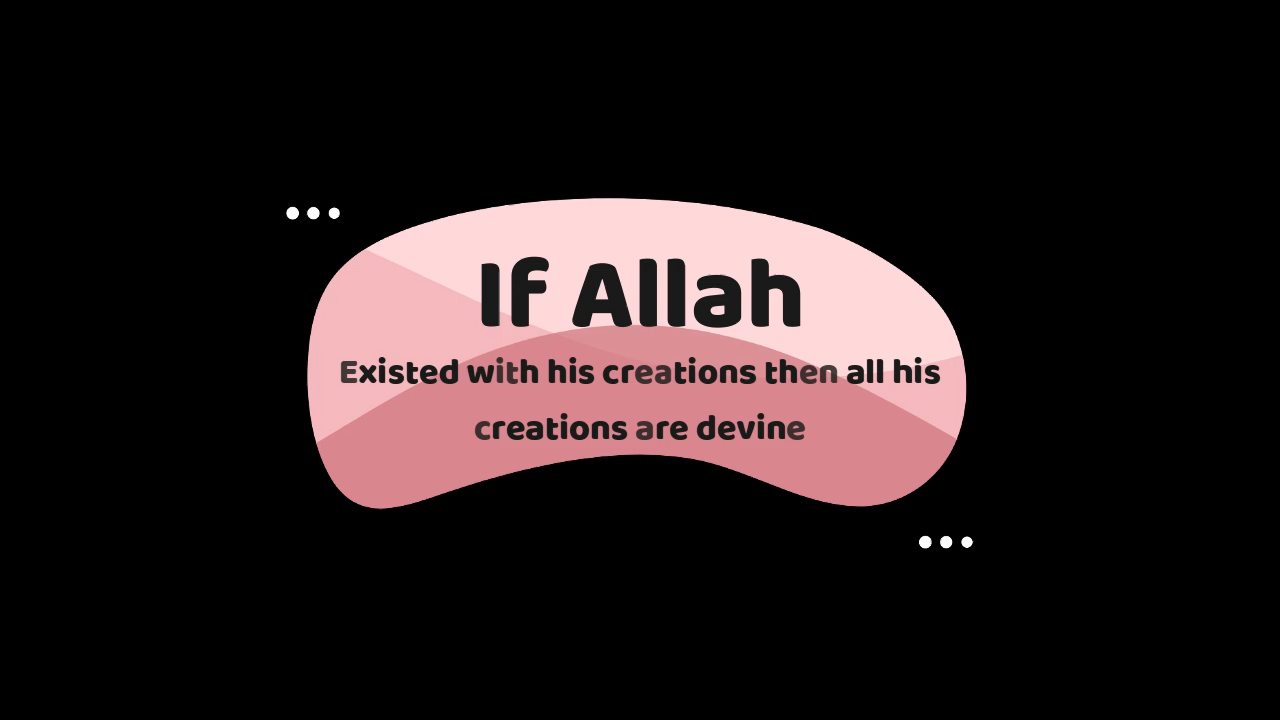 If Allah
Existed with his creations then all his
creations are devine